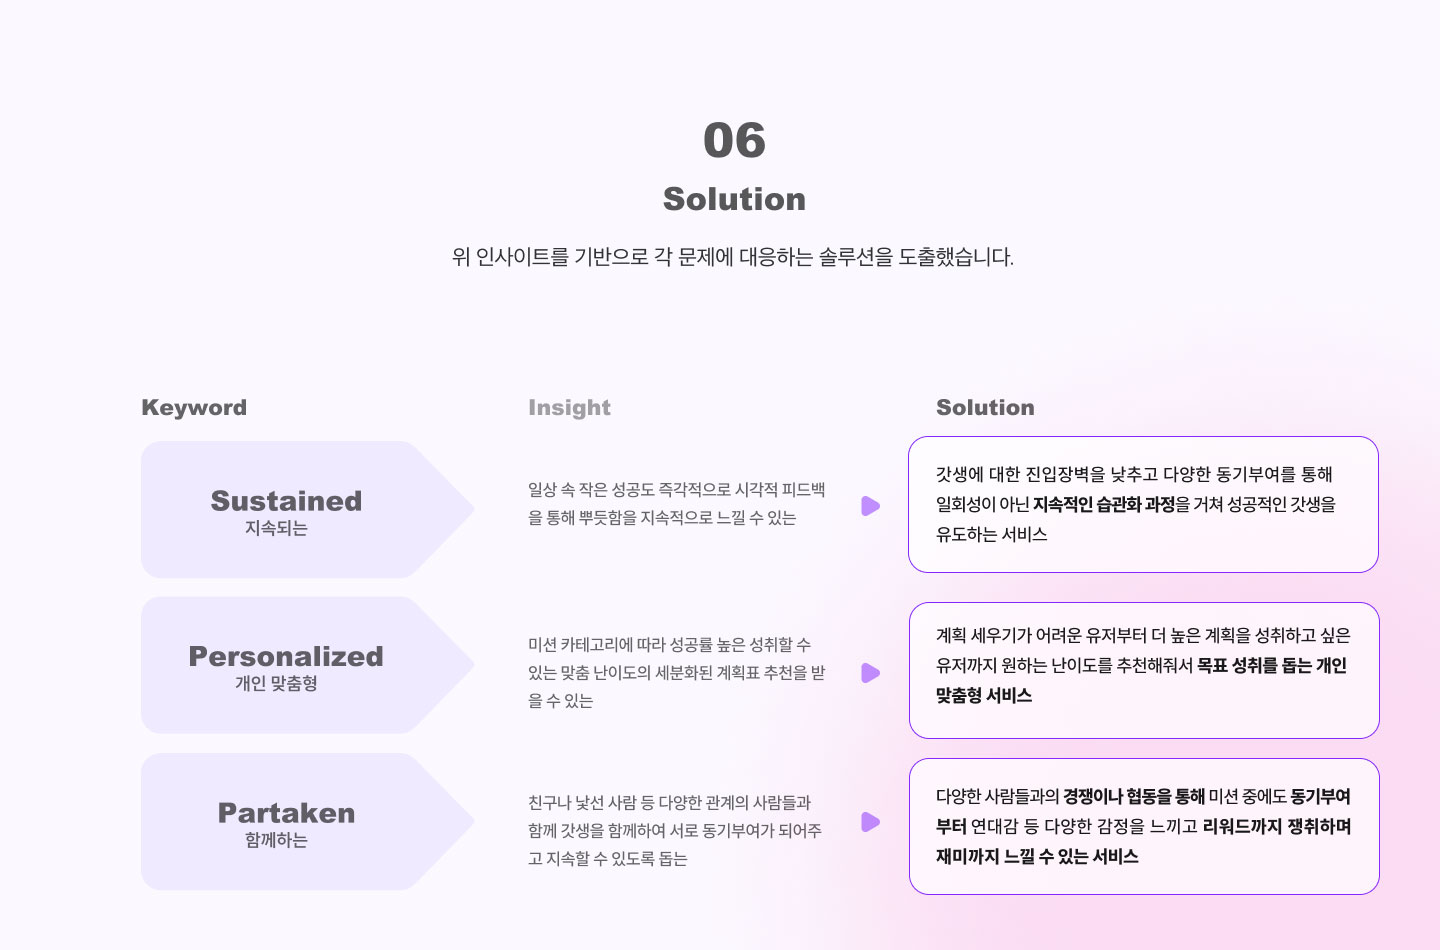 06
Solution
위 인사이트를 기반으로 각 문제에 대응하는 솔루션을 도출했습니다.
Keyword
Insight
Solution
Sustained
지속되는
일상 속 작은 성공도 즉각적으로 시각적 피드백
을 통해 뿌듯함을 지속적으로 느낄 수 있는
갓생에 대한 진입장벽을 낮추고 다양한 동기부여를 통해
일회성이 아닌 지속적인 습관화 과정을 거쳐 성공적인 갓생을
유도하는 서비스
Personalized
개인 맞춤형
미션 카테고리에 따라 성공률 높은 성취할 수
있는 맞춤 난이도의 세분화된 계획표 추천을 받
을 수 있는
계획 세우기가 어려운 유저부터 더 높은 계획을 성취하고 싶은
유저까지 원하는 난이도를 추천해줘서 목표 성취를 돕는 개인
맞춤형 서비스
Partaken
함께하는
친구나 낯선 사람 등 다양한 관계의 사람들과
함께 갓생을 함께하여 서로 동기부여가 되어주
고 지속할 수 있도록 돕는
다양한 사람들과의 경쟁이나 협동을 통해 미션 중에도 동기부여
부터 연대감 등 다양한 감정을 느끼고 리워드까지 쟁취하며
재미까지 느낄 수 있는 서비스